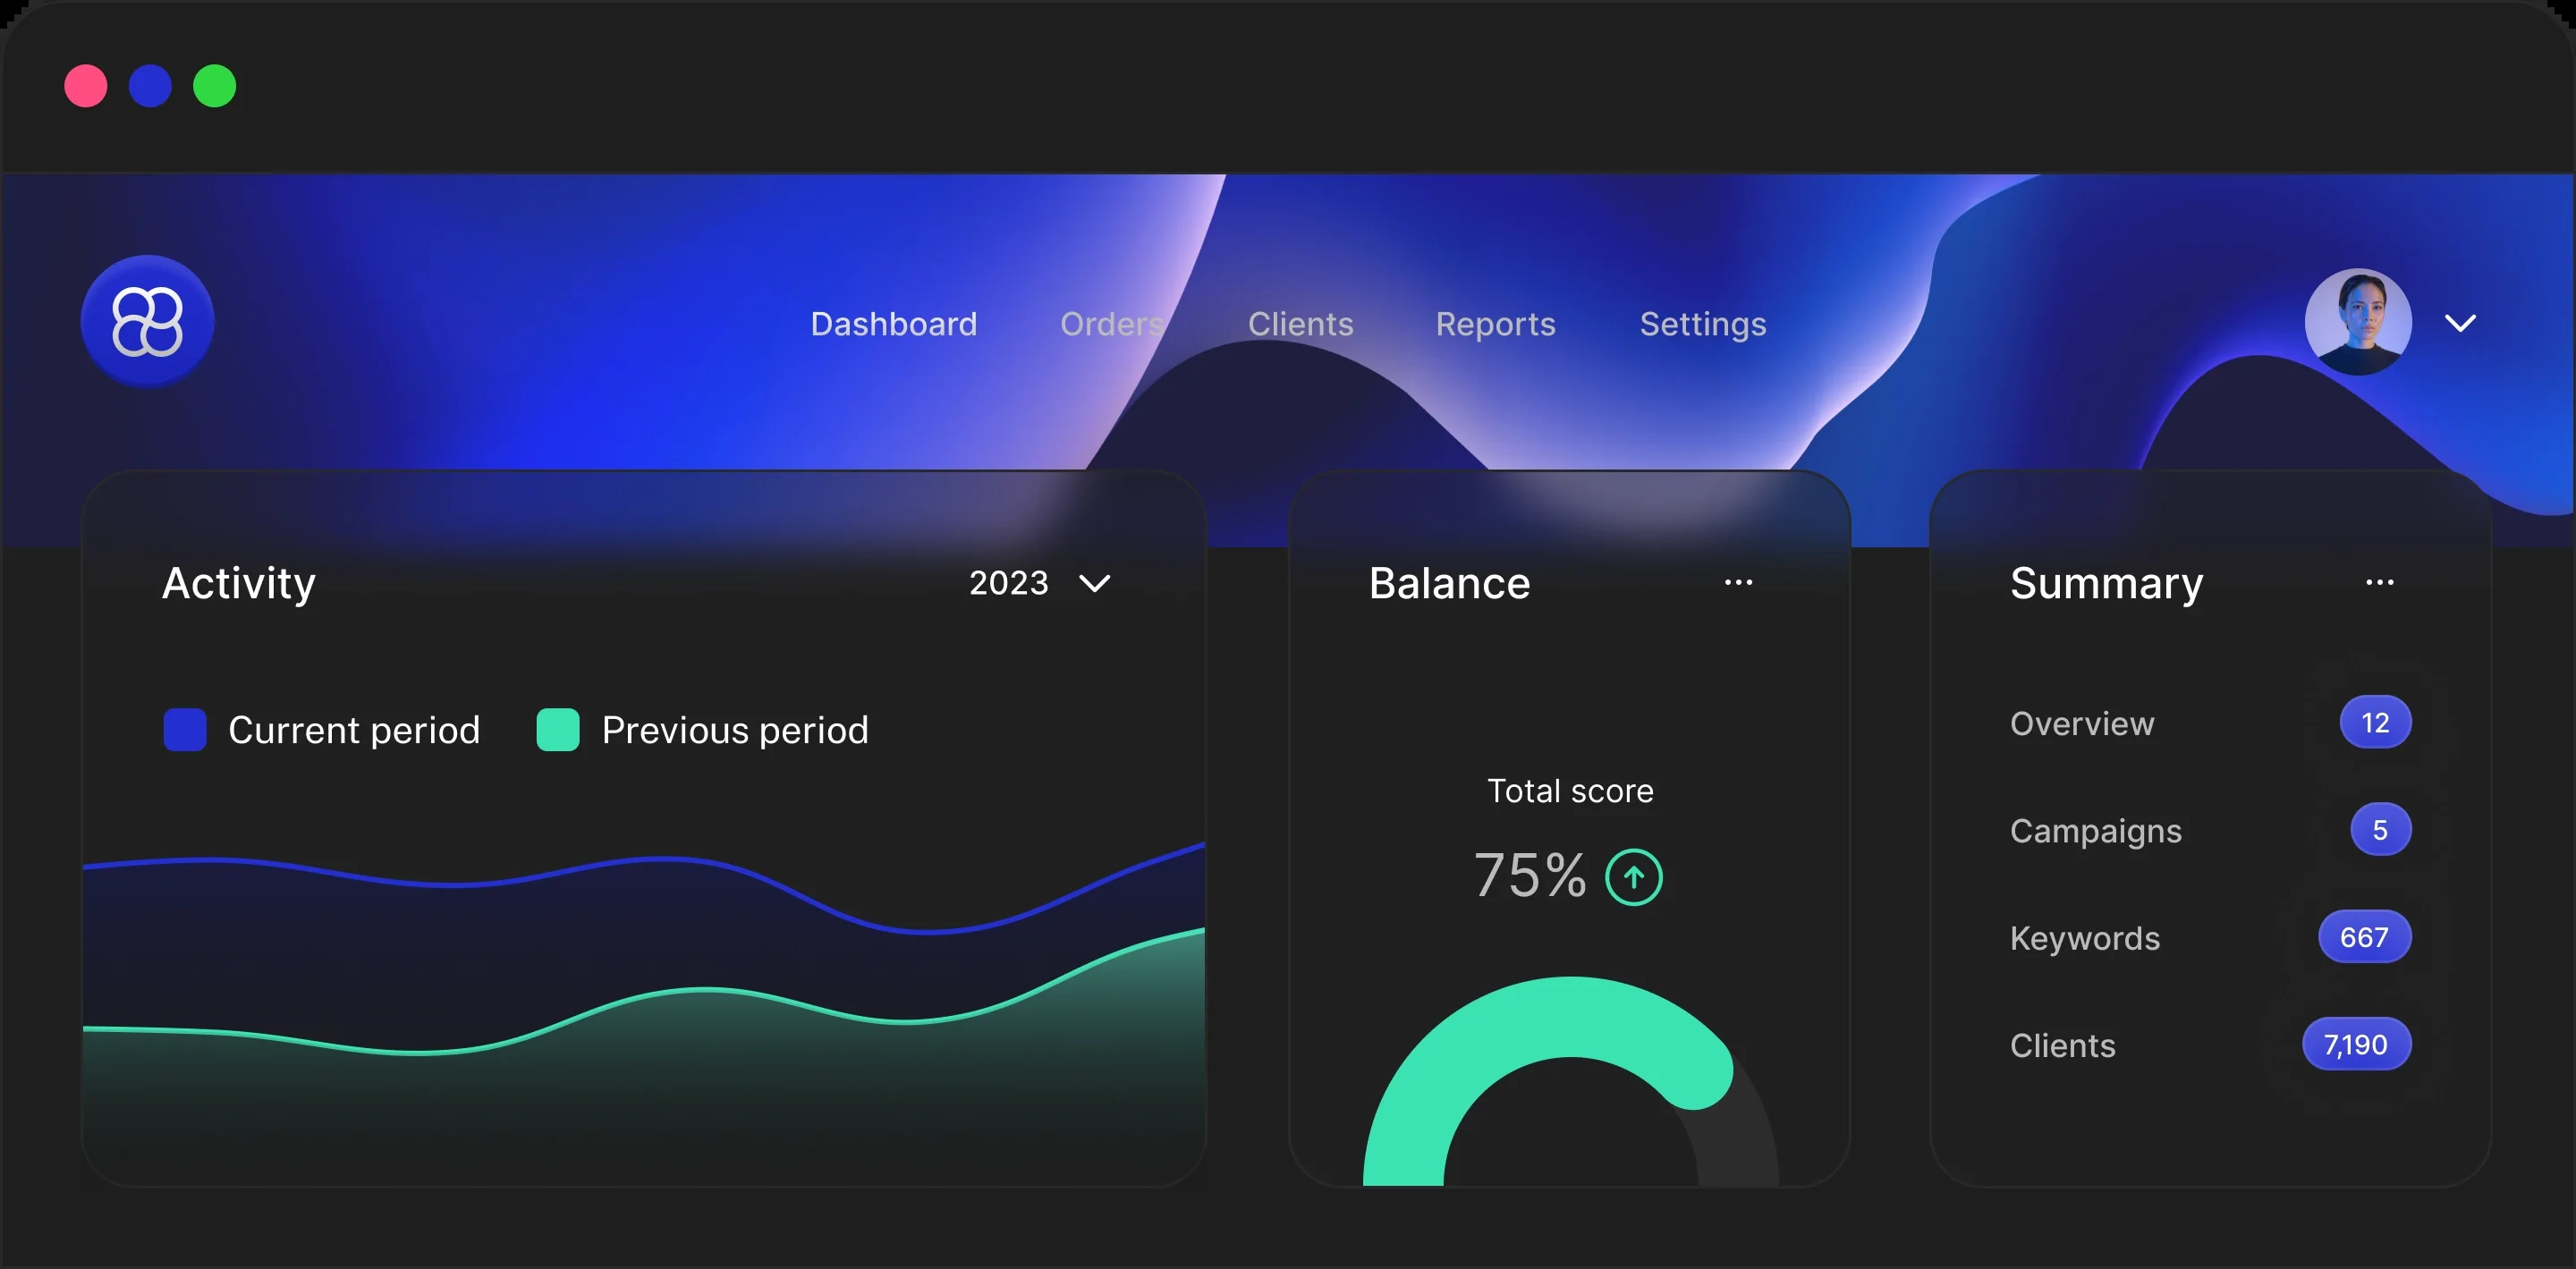 Dashboard Orders Clients Reports Settings
Activity
2023
Current period
Previous period
Balance
...
Total score
75%
Summary
...
Overview 12
Campaigns 5
Keywords 667
Clients 7,190